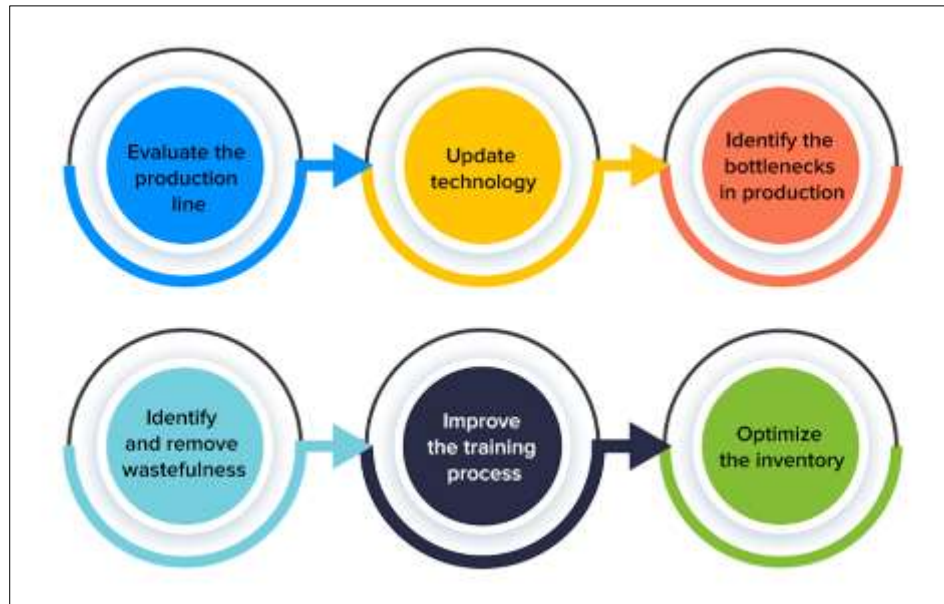 Evaluate the
production
line
Update
technology
Identify the
bottlenecks
in production
Identify
and remove
wastefulness
Improve
the training
process
Optimize
the inventory